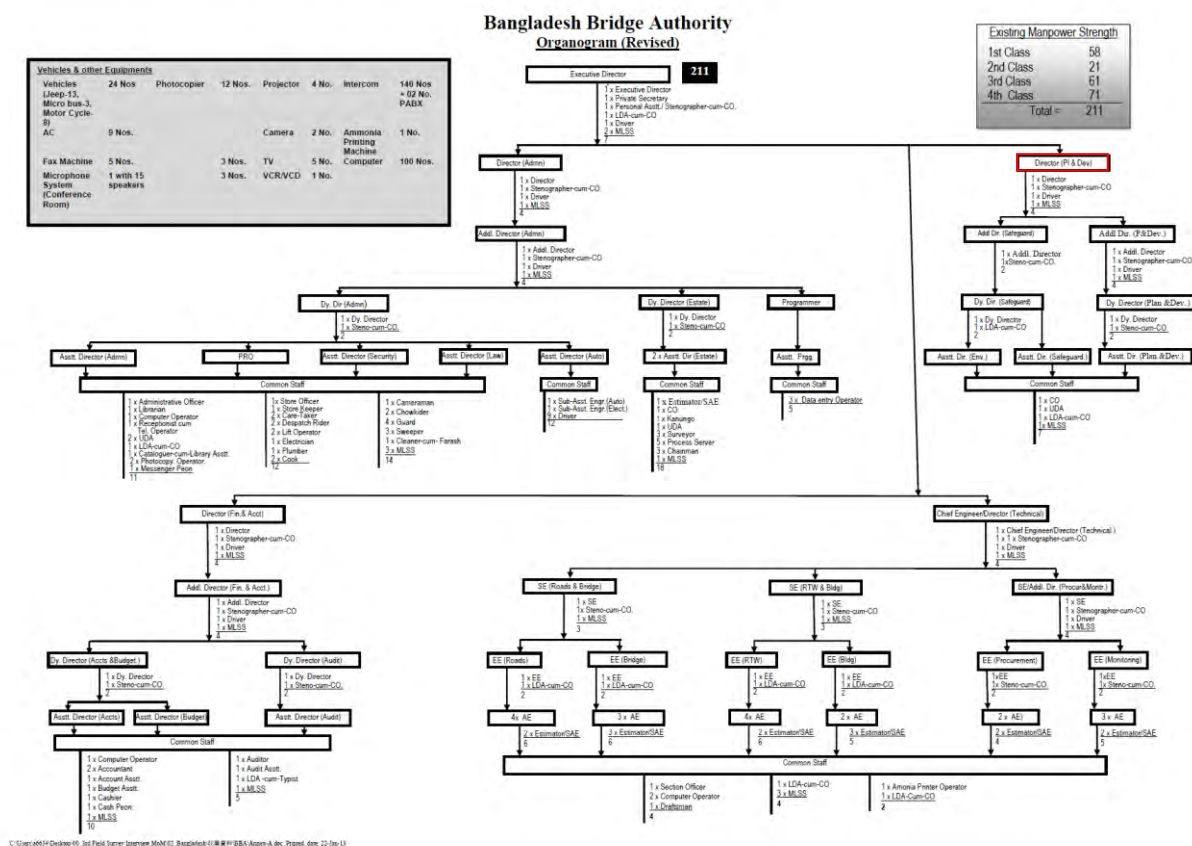 Bangladesh Bridge Authority
Organogram (Revised)
Existing Manpower Strength
1st Class 58
2nd Class 21
3rd Class 61
4th Class 71
Total = 211
Vehicles & other Equipments
Vehicles 24 Nos Photocopier 12 Nos. Projector 4 No. Intercom 140 Nos
(Jeep-13, + 02 No.
Micro bus-3, PABX
Motor Cycle-
8)
AC 9 Nos. Camera 2 No. Ammonia 1 No.
Printing
Machine
Fax Machine 5 Nos. 3 Nos. TV 5 No. Computer 100 Nos.
Microphone 1 with 15 3 Nos. VCR/VCD 1 No.
System speakers
(Conference
Room)
Executive Director
211
1 x Executive Director
1 x Private Secretary
1 x Personal Asstt./ Stenographer-cum-CO.
1 x LDA-cum-CO
1 x Driver
2 x MLSS
7
Director (Admn)
1 x Director
1 x Stenographer-cum-CO.
1 x Driver
1 x MLSS
4
Addl. Director (Admn)
1 x Addl. Director
1 x Stenographer-cum-CO
1 x Driver
1 x MLSS
4
Director (Pl & Dev)
1 x Director
1 x Stenographer-cum-CO
1 x Driver
1 x MLSS
4
Add Dir. (Safeguard)
1 x Addl. Director
1xSteno-cum-CO.
2
Addl Dir. (P.&Dev.)
1 x Addl. Director
1 x Stenographer-cum-CO
1 x Driver
1 x MLSS
4
Dy. Dir. (Safeguard)
1 x Dy. Director
1 x LDA-cum-CO
2
Dy. Director (Plan &Dev.)
1 x Dy. Director
1 x Steno-cum-CO.
2
Asstt. Dir. (Env.)
Asstt. Dir. (Safeguard.)
Asstt. Dir. (Plan.&Dev)
Common Staff
1 x CO
1 x UDA
1 x LDA-cum-CO
1 x MLSS
7
Dy. Dir (Admn)
1 x Dy. Director
1 x Steno-cum-CO.
2
Dy. Director (Estate)
1 x Dy. Director
1 x Steno-cum-CO
2
Programmer
Asstt. Director (Admn)
PRO
Asstt. Director (Security)
Asstt. Director (Law)
Asstt. Director (Auto)
2 x Asstt. Dir (Estate)
Asstt. Prgg.
Common Staff
1 x Administrative Officer
1 x Librarian
1 x Computer Operator
1 x Receptionist cum
Tel. Operator
2 x UDA
1 x LDA-cum-CO
1 x Cataloguer-cum-Library Asstt.
2 x Photocopy. Operator
1 x Messenger Peon
11
1x Store Officer
1 x Store Keeper
2 x Care-Taker
2 x Despatch Rider
2 x Lift Operator
1 x Electrician
1 x Plumber
2 x Cook
12
1 x Cameraman
2 x Chowkider
4 x Guard
3 x Sweeper
1 x Cleaner-cum- Farash
3 x MLSS
14
Common Staff
1 x Sub-Asst. Engr.(Auto)
1 x Sub-Asst. Engr.(Elect.)
9 x Driver
12
Common Staff
1 x Estimator/SAE
1 x CO
1 x Kanungo
1 x UDA
3 x Surveyor
5 x Process Server
3 x Chainman
1 x MLSS
18
Common Staff
3 x Data entry Operator
5
Director (Fin.& Acct)
1 x Director
1 x Stenographer-cum-CO.
1 x Driver
1 x MLSS
4
Addl. Director (Fin. & Acct.)
1 x Addl. Director
1 x Stenographer-cum-CO
1 x Driver
1 x MLSS
4
Dy. Director (Accts &Budget.)
1 x Dy. Director
1 x Steno-cum-CO
2
Dy. Director (Audit)
1 x Dy. Director
1 x Steno-cum-CO.
2
Asstt. Director (Accts)
Asstt. Director (Budget)
Asstt. Director (Audit)
Common Staff
1 x Computer Operator
2 x Accountant
1 x Account Asstt.
1 x Budget Asstt.
1 x Cashier
1 x Cash Peon.
1 x MLSS
10
1 x Auditor
1 x Audit Asstt.
1 x LDA -cum-Typist
1 x MLSS
5
Chief Engineer/Director (Technical)
1 x Chief Engineer/Director (Technical.)
1 x 1 x Stenographer-cum-CO
1 x Driver
1 x MLSS
4
SE (Roads & Bridge)
1 x SE
1x Steno-cum-CO.
1 x MLSS
3
SE (RTW & Bldg)
1 x SE.
1 x Steno-cum-CO
1 x MLSS
3
SE/Addl. Dir. (Procur&Montr.)
1 x SE
1 x Stenographer-cum-CO
1 x Driver
1 x MLSS
4
EE (Roads)
1 x EE
1 x LDA-cum-CO
2
EE (Bridge)
1 x EE
1 x LDA-cum-CO
2
EE (RTW)
1 x EE
1 x LDA-cum-CO
2
EE (Bldg)
1 x EE
1 x LDA-cum-CO
2
EE (Procurement)
1xEE
1x Steno-cum-CO
2
EE (Monitoring)
1xEE
1x Steno-cum-CO
2
4x AE
2 x Estimator/SAE
6
3 x AE
3 x Estimator/SAE
6
4x AE
2 x Estimator/SAE
6
2 x AE
3 x Estimator/SAE
5
2 x AE)
2 x Estimator/SAE
4
3 x AE
2 x Estimator/SAE
5
Common Staff
1 x Section Officer
2 x Computer Operator
1 x Draftsman
4
1 x LDA-cum-CO
3 x MLSS
4
1 x Amonia Printer Operator
1 x LDA-Cum-CO
2